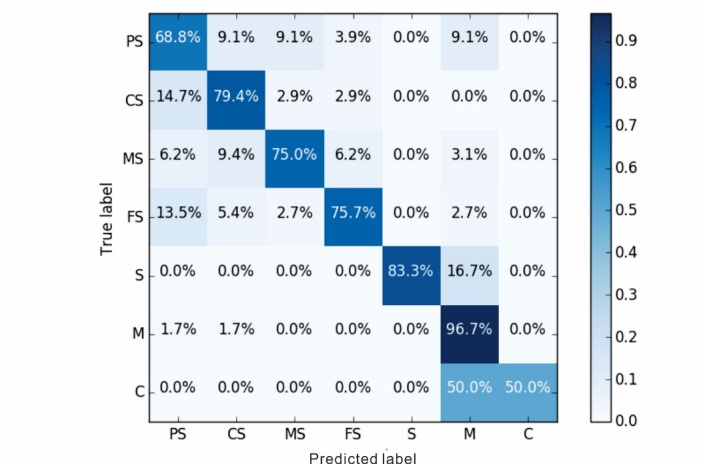 PS 68.8% 9.1% 9.1% 3.9% 0.0% 9.1% 0.0%
CS 14.7% 79.4% 2.9% 2.9% 0.0% 0.0% 0.0%
MS 6.2% 9.4% 75.0% 6.2% 0.0% 3.1% 0.0%
FS 13.5% 5.4% 2.7% 75.7% 0.0% 2.7% 0.0%
S 0.0% 0.0% 0.0% 0.0% 83.3% 16.7% 0.0%
M 1.7% 1.7% 0.0% 0.0% 0.0% 96.7% 0.0%
C 0.0% 0.0% 0.0% 0.0% 0.0% 50.0% 50.0%
PS CS MS FS S M C
True label
Predicted label
0.9
0.8
0.7
0.6
0.5
0.4
0.3
0.2
0.1
0.0